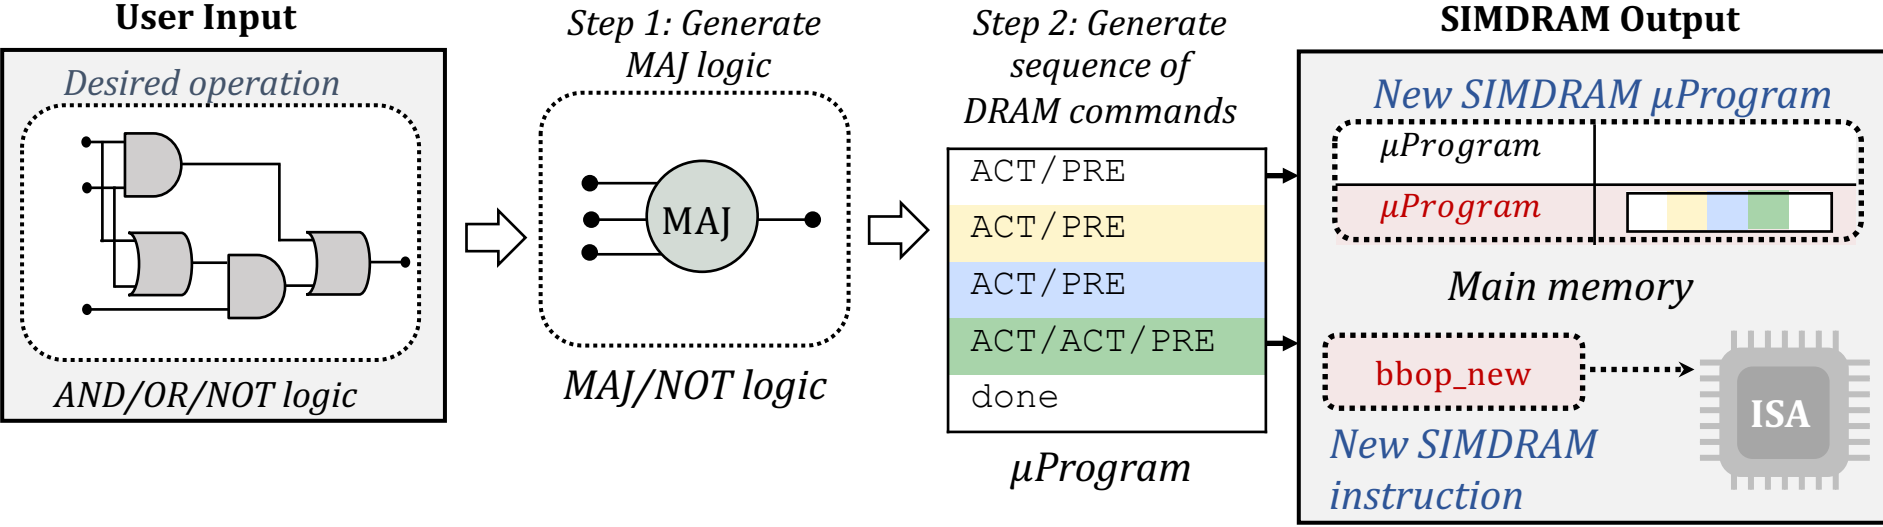 User Input
Desired operation
AND/OR/NOT logic
Step 1: Generate
MAJ logic
MAJ
MAJ/NOT logic
Step 2: Generate
sequence of
DRAM commands
ACT/PRE
ACT/PRE
ACT/PRE
ACT/ACT/PRE
done
μProgram
SIMDRAM Output
New SIMDRAM μProgram
μProgram
μProgram
Main memory
bbop_new
ISA
New SIMDRAM
instruction